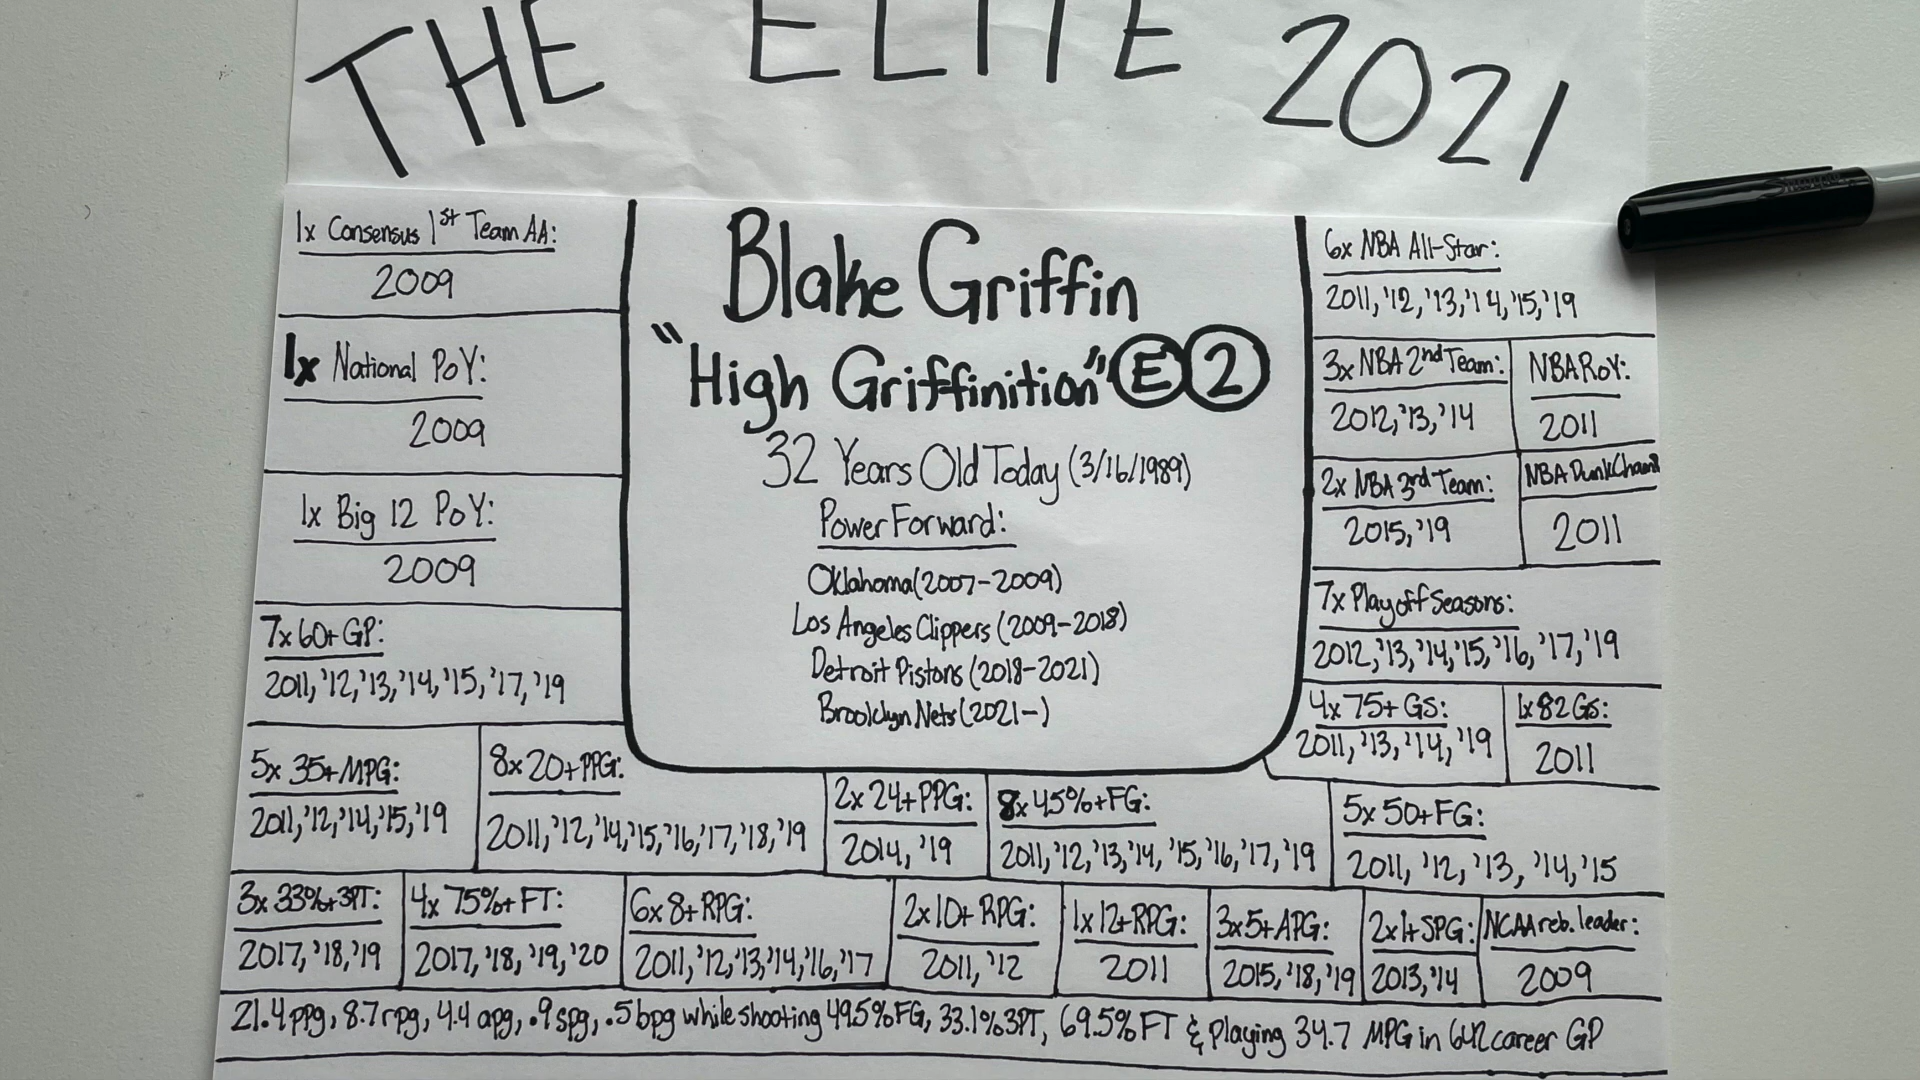 THE ELITE 2021
1x Consensus 1st Team AA:
2009
1x National PoY:
2009
1x Big 12 PoY:
2009
7x 60+ GP:
2011, '12, '13, '14, '15, '17, '19
Blake Griffin
"High Griffinition" E 2
32 Years Old Today (3/16/1989)
Power Forward:
Oklahoma (2007-2009)
Los Angeles Clippers (2009-2018)
Detroit Pistons (2018-2021)
Brooklyn Nets (2021-)
6x NBA All-Star:
2011, '12, '13, '14, '15, '19
3x NBA 2nd Team:
2012, '13, '14
NBA RoY:
2011
2x NBA 3rd Team:
2015, '19
NBA Dunk Champ
2011
7x Playoff Seasons:
2012, '13, '14, '15, '16, '17, '19
4x 75+ GS:
2011, '13, '14, '19
1x 82 GS:
2011
5x 35+ MPG:
2011, '12, '14, '15, '19
8x 20+ PPG:
2011, '12, '14, '15, '16, '17, '18, '19
2x 24+ PPG:
2014, '19
8x 45%+ FG:
2011, '12, '13, '14, '15, '16, '17, '19
5x 50+ FG:
2011, '12, '13, '14, '15
3x 33%+ 3PT:
2017, '18, '19
4x 75%+ FT:
2017, '18, '19, '20
6x 8+ RPG:
2011, '12, '13, '14, '16, '17
2x 10+ RPG:
2011, '12
1x 12+ RPG:
2011
3x 5+ APG:
2015, '18, '19
2x 1+ SPG:
2013, '14
NCAA reb. leader:
2009
21.4 ppg, 8.7 rpg, 4.4 apg, .9 spg, .5 bpg while shooting 49.5% FG, 33.1% 3PT, 69.5% FT & playing 34.7 MPG in 642 career GP